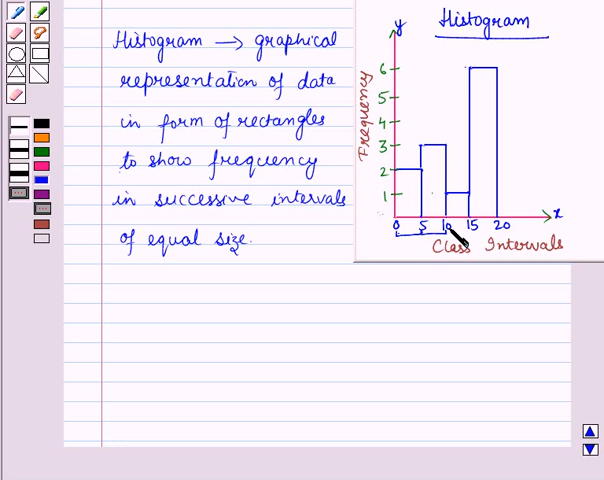 Histogram → graphical
representation of data
in form of rectangles
to show frequency
in successive intervals
of equal size.
Histogram
y
Frequency
6
5
4
3
2
1
0 5 10 15 20 x
Class Intervals